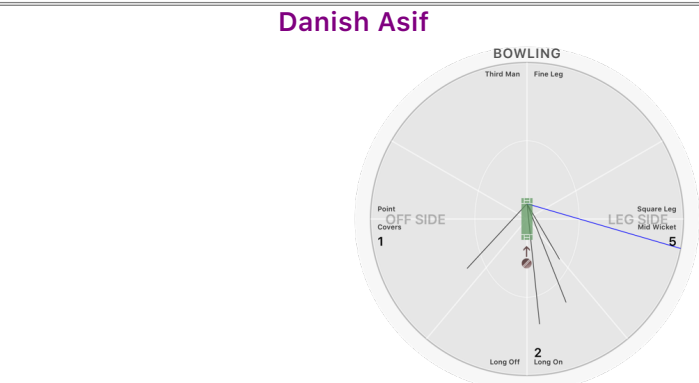 Danish Asif
BOWLING
Third Man
Fine Leg
Point
Square Leg
OFF SIDE
LEG SIDE
Covers
Mid Wicket
1
5
2
Long Off
Long On